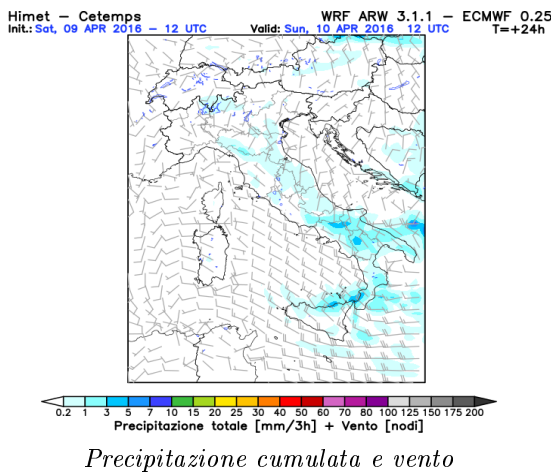 Himet – Cetemps WRF ARW 3.1.1 – ECMWF 0.25
Init.: Sat, 09 APR 2016 – 12 UTC Valid: Sun, 10 APR 2016 12 UTC T=+24h
0.2 1 3 5 7 10 15 20 25 30 40 50 60 70 80 100 125 150 175 200
Precipitazione totale [mm/3h] + Vento [nodi]
Precipitazione cumulata e vento